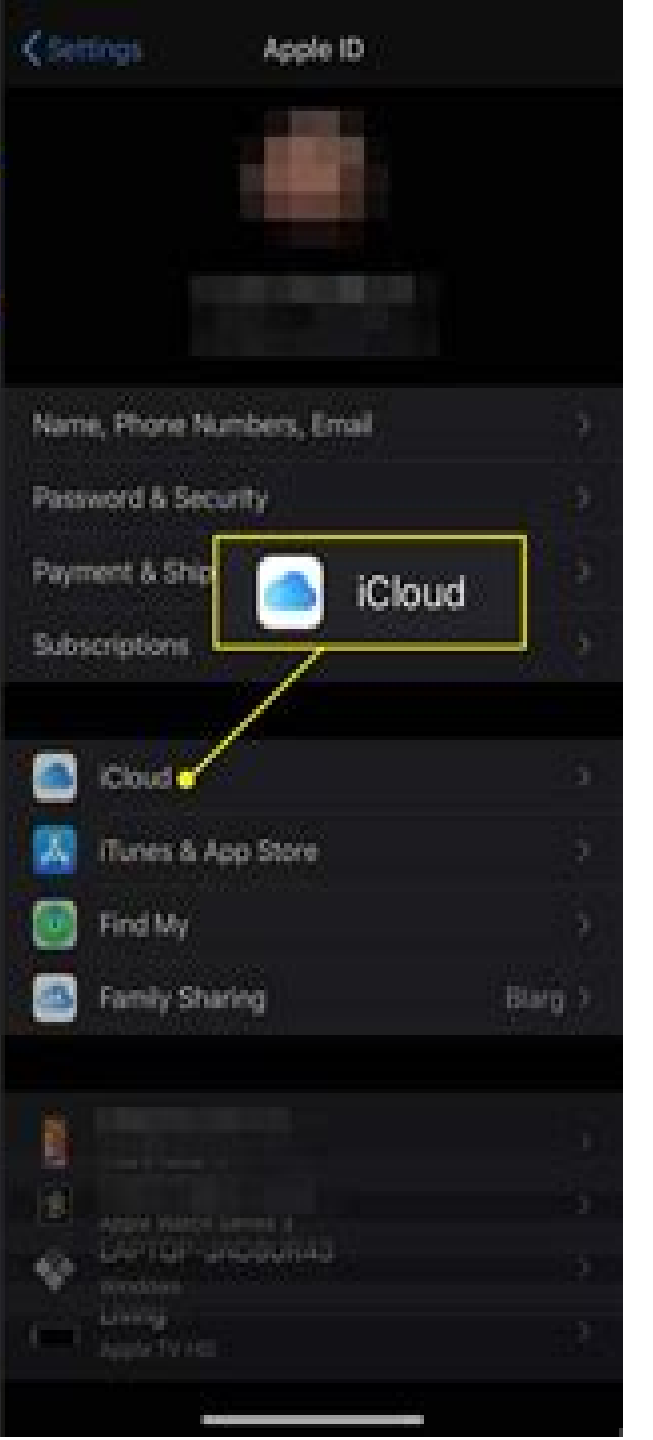 Settings
Apple ID
Name, Phone Numbers, Email
Password & Security
Payment & Ship
iCloud
Subscriptions
iCloud
iTunes & App Store
Find My
Family Sharing
Blarg
Apple Watch Series 3
Windows
Living
Apple TV HD